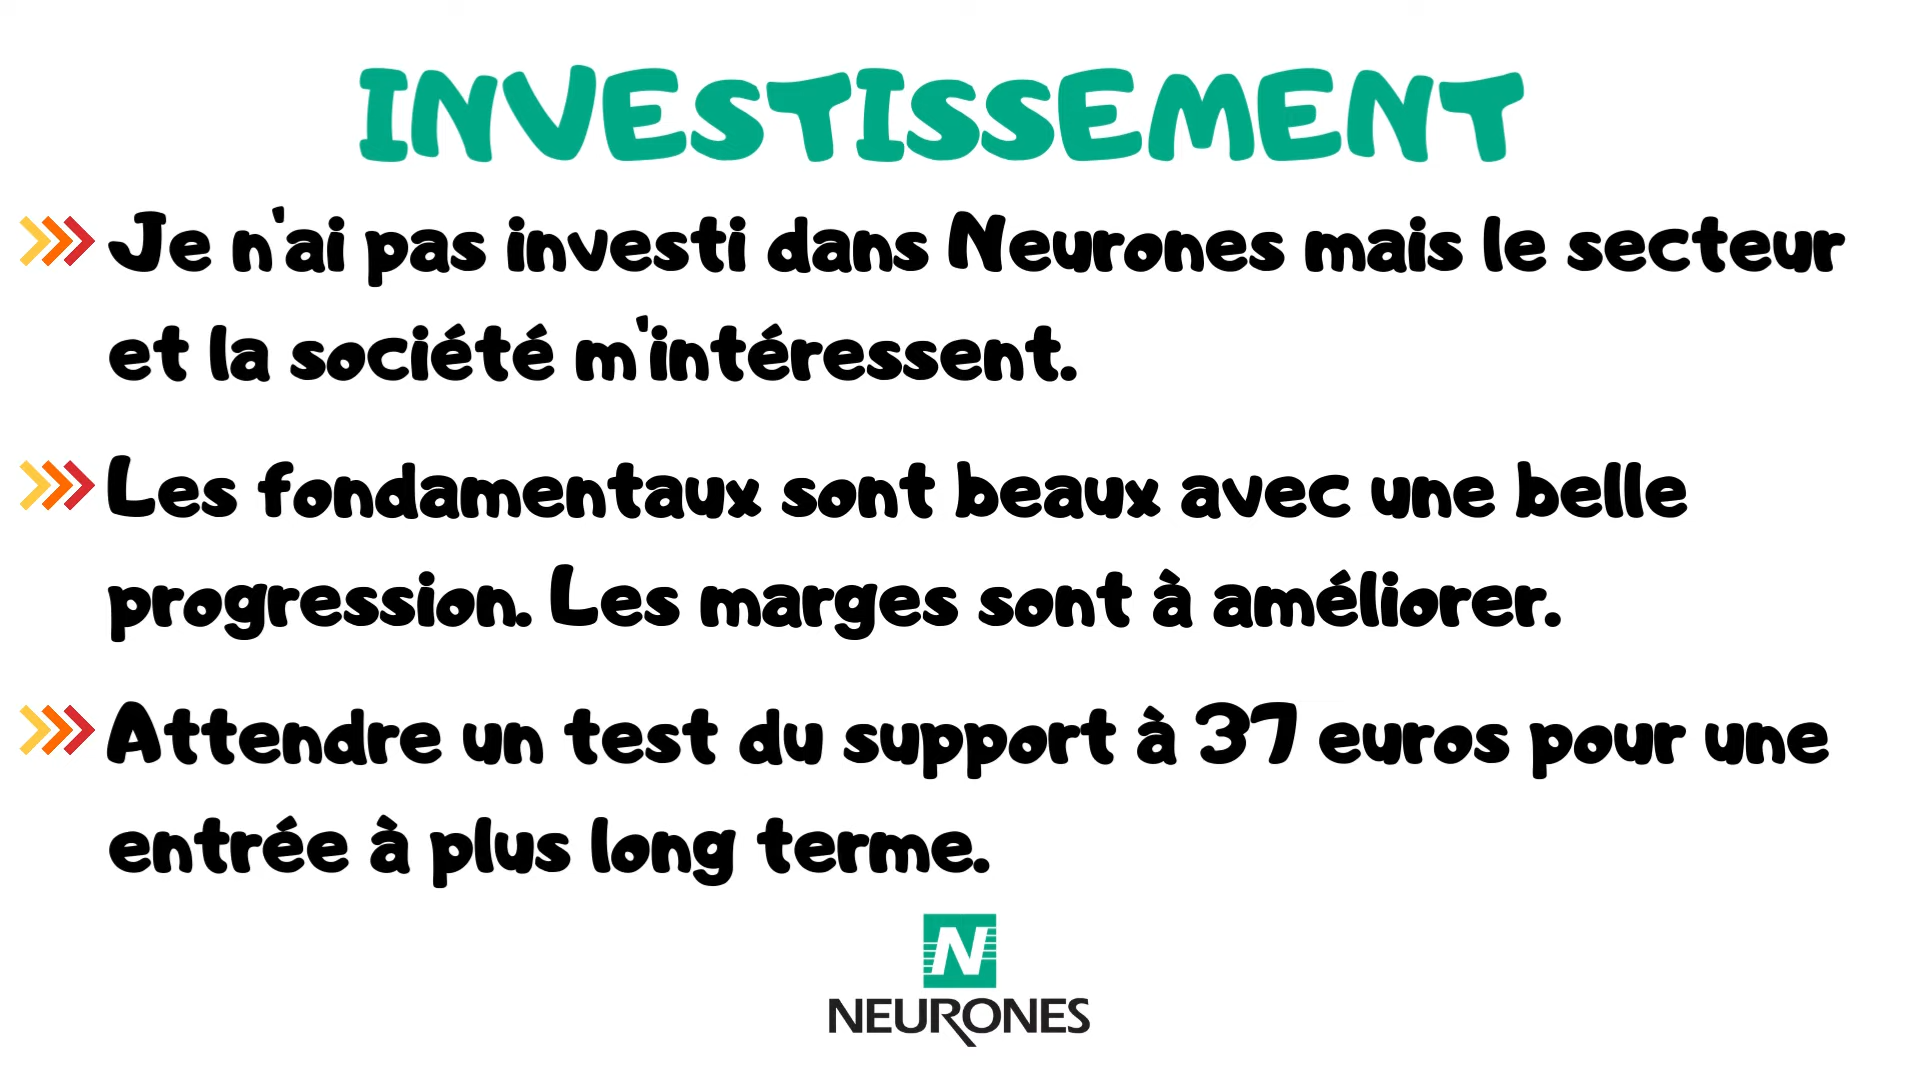 INVESTISSEMENT
Je n'ai pas investi dans Neurones mais le secteur
et la société m'intéressent.
Les fondamentaux sont beaux avec une belle
progression. Les marges sont à améliorer.
Attendre un test du support à 37 euros pour une
entrée à plus long terme.
N
NEURONES